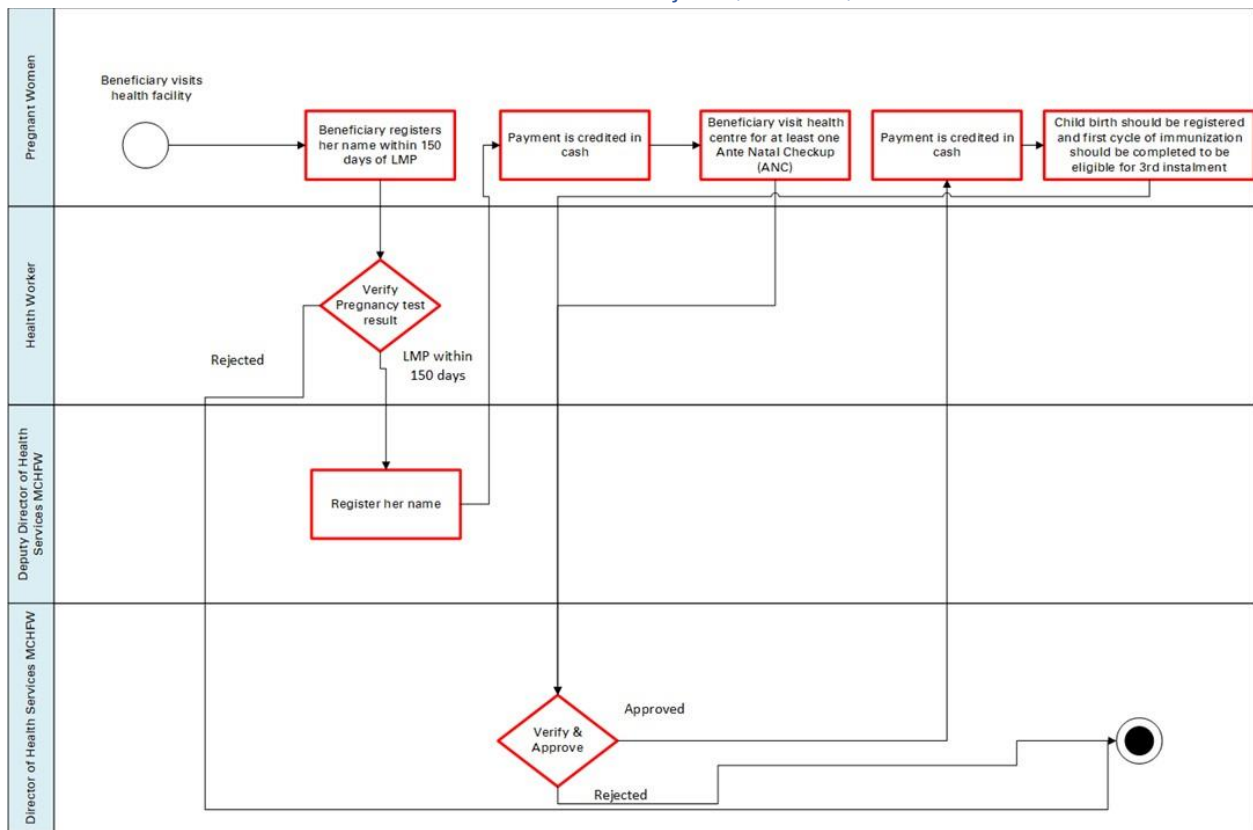 Pregnant Women
Beneficiary visits
health facility
Beneficiary registers
her name within 150
days of LMP
Payment is credited in
cash
Beneficiary visit health
centre for at least one
Ante Natal Checkup
(ANC)
Payment is credited in
cash
Child birth should be registered
and first cycle of immunization
should be completed to be
eligible for 3rd instalment
Health Worker
Verify
Pregnancy test
result
Rejected
LMP within
150 days
Deputy Director of Health
Services MCHFW
Register her name
Director of Health Services MCHFW
Verify &
Approve
Approved
Rejected